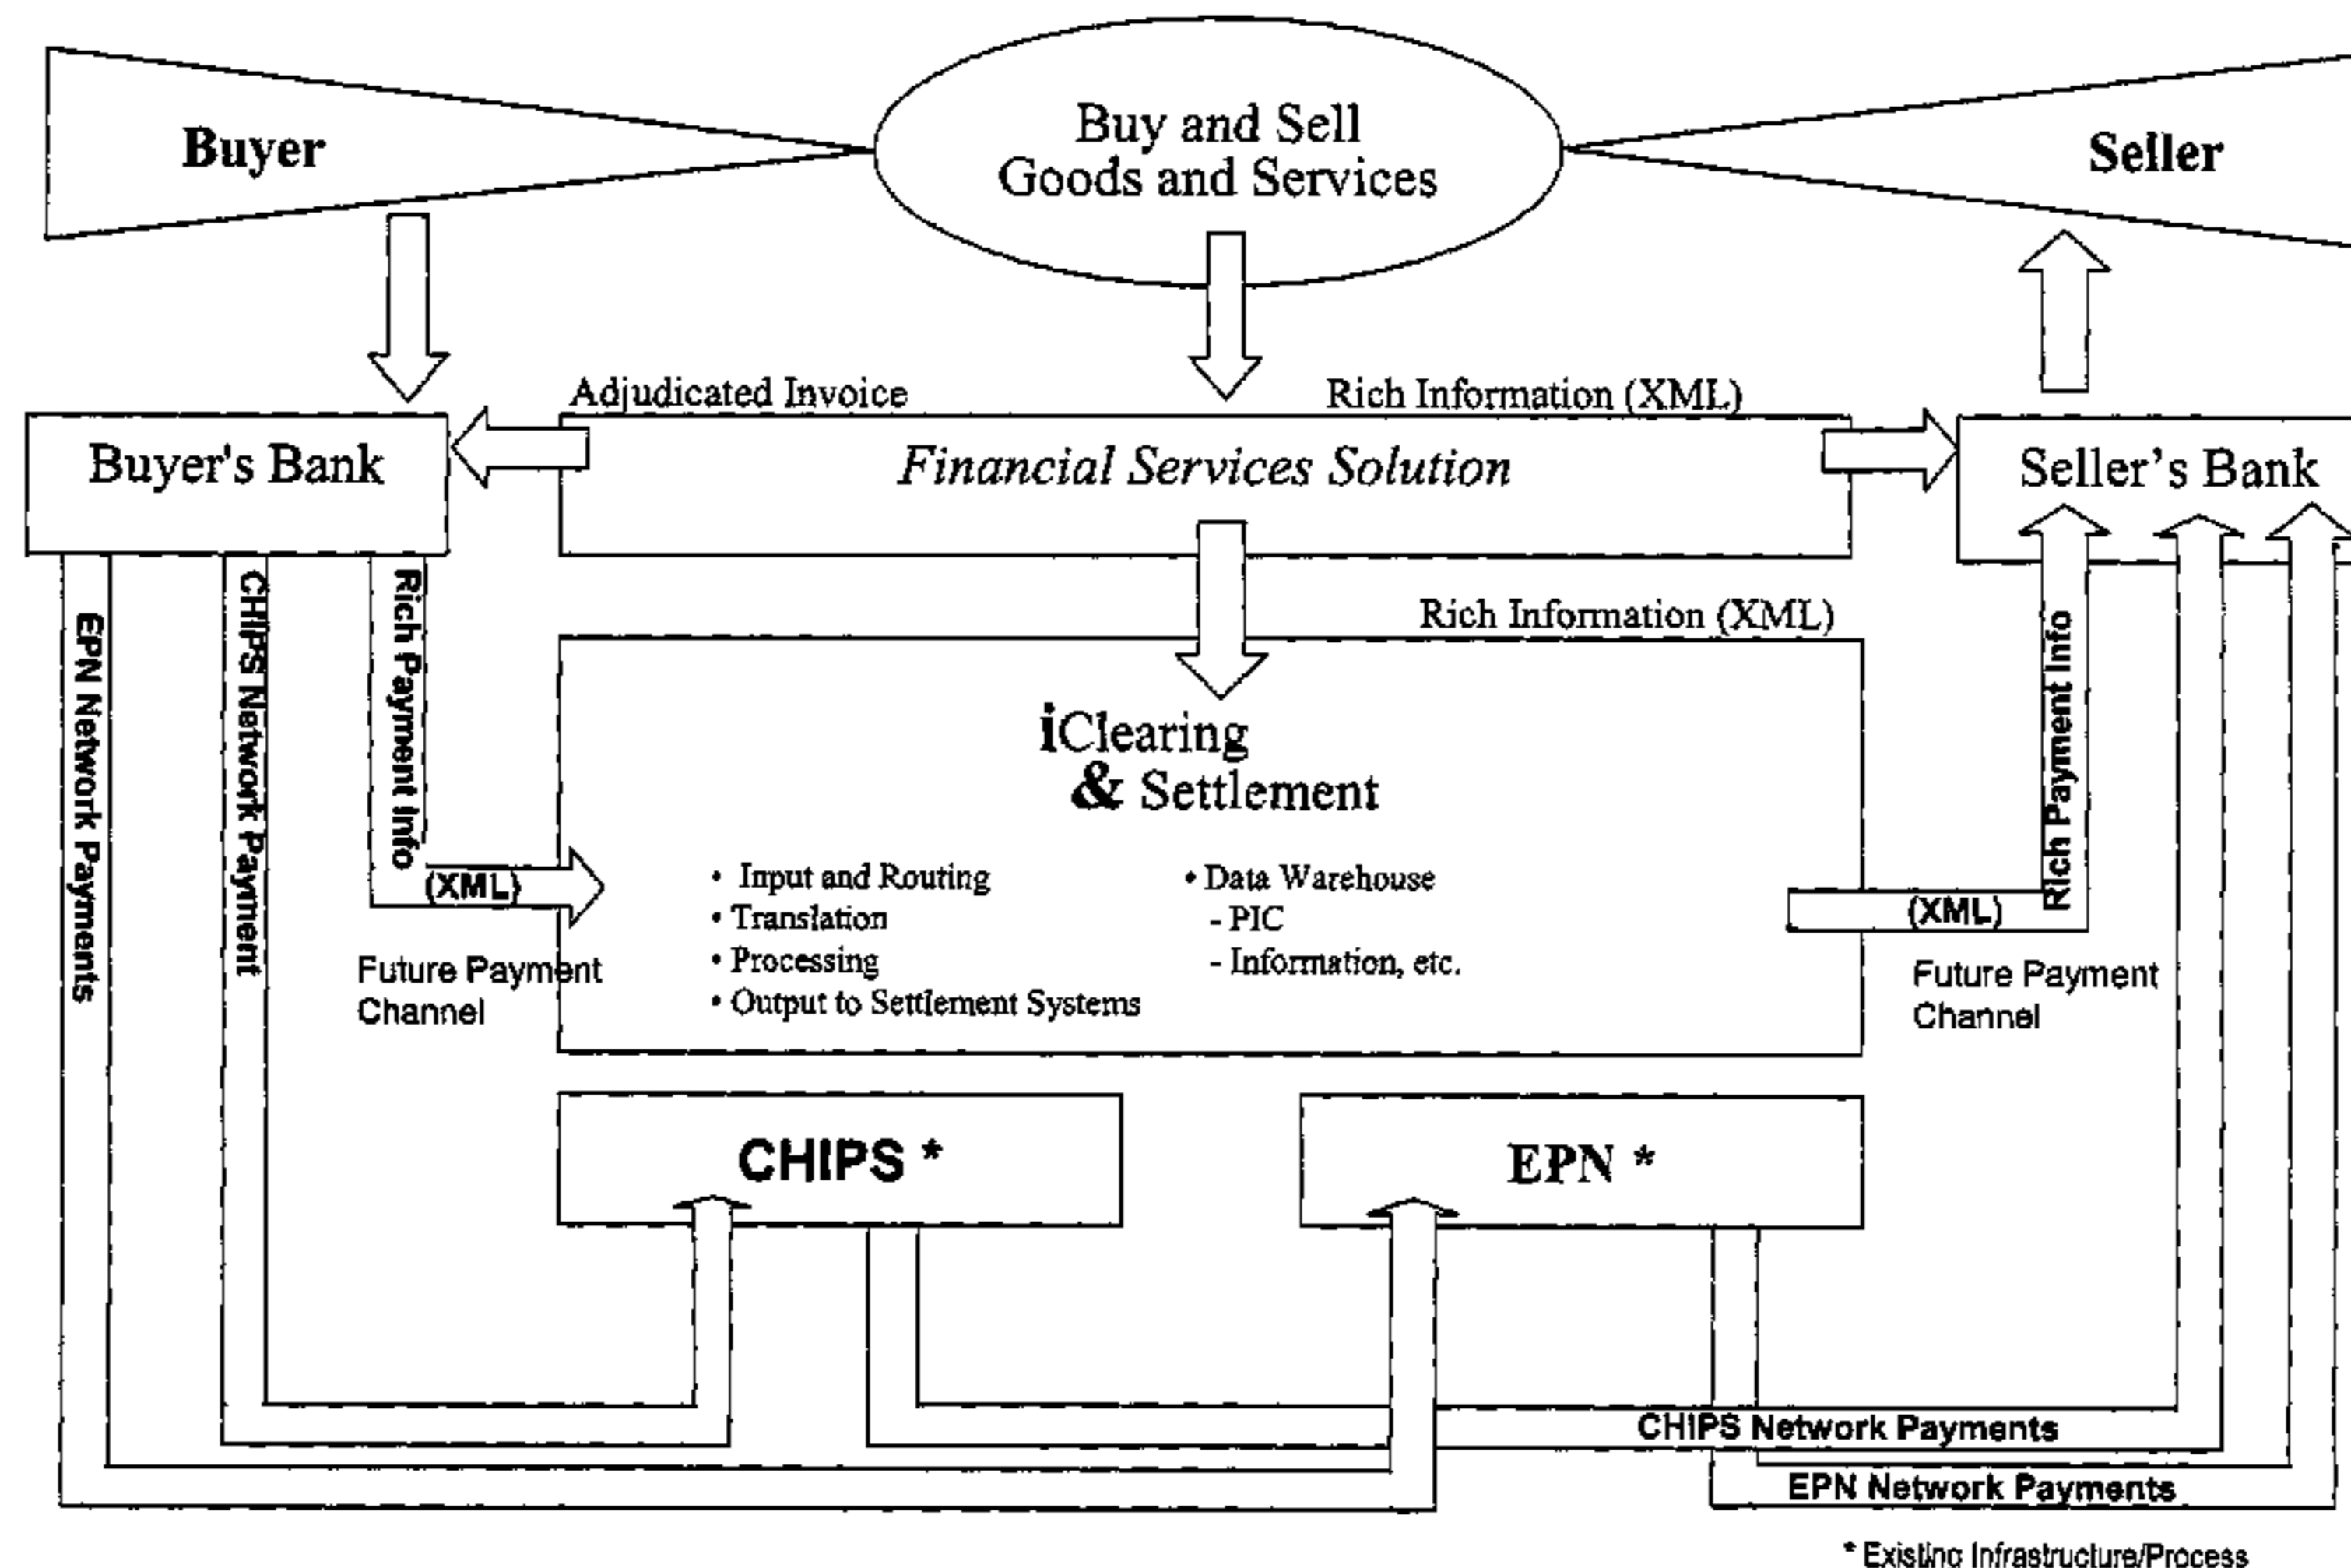 Buyer
Buy and Sell
Goods and Services
Seller
Adjudicated Invoice
Rich Information (XML)
Buyer's Bank
Financial Services Solution
Seller's Bank
Rich Information (XML)
EPN Network Payments
CHIPS Network Payment
Rich Payment Info
(XML)
Future Payment
Channel
iClearing
& Settlement
• Input and Routing
• Translation
• Processing
• Output to Settlement Systems
• Data Warehouse
- PIC
- Information, etc.
Rich Payment Info
(XML)
Future Payment
Channel
CHIPS *
EPN *
CHIPS Network Payments
EPN Network Payments
* Existing Infrastructure/Process